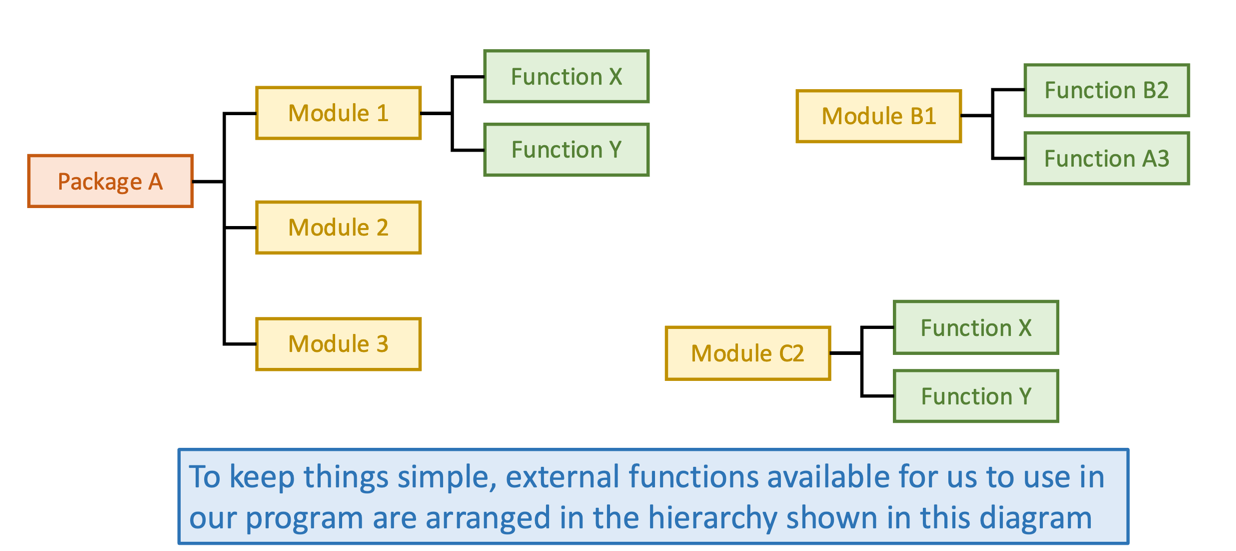 Package A
Module 1
Function X
Function Y
Module 2
Module 3
Module B1
Function B2
Function A3
Module C2
Function X
Function Y
To keep things simple, external functions available for us to use in
our program are arranged in the hierarchy shown in this diagram